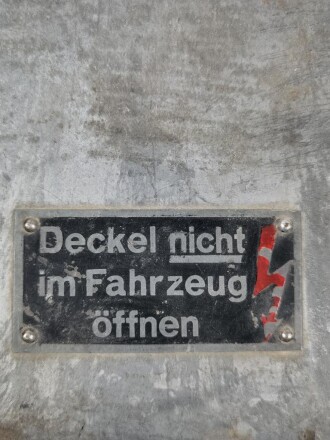 Deckel nicht
im Fahrzeug
öffnen